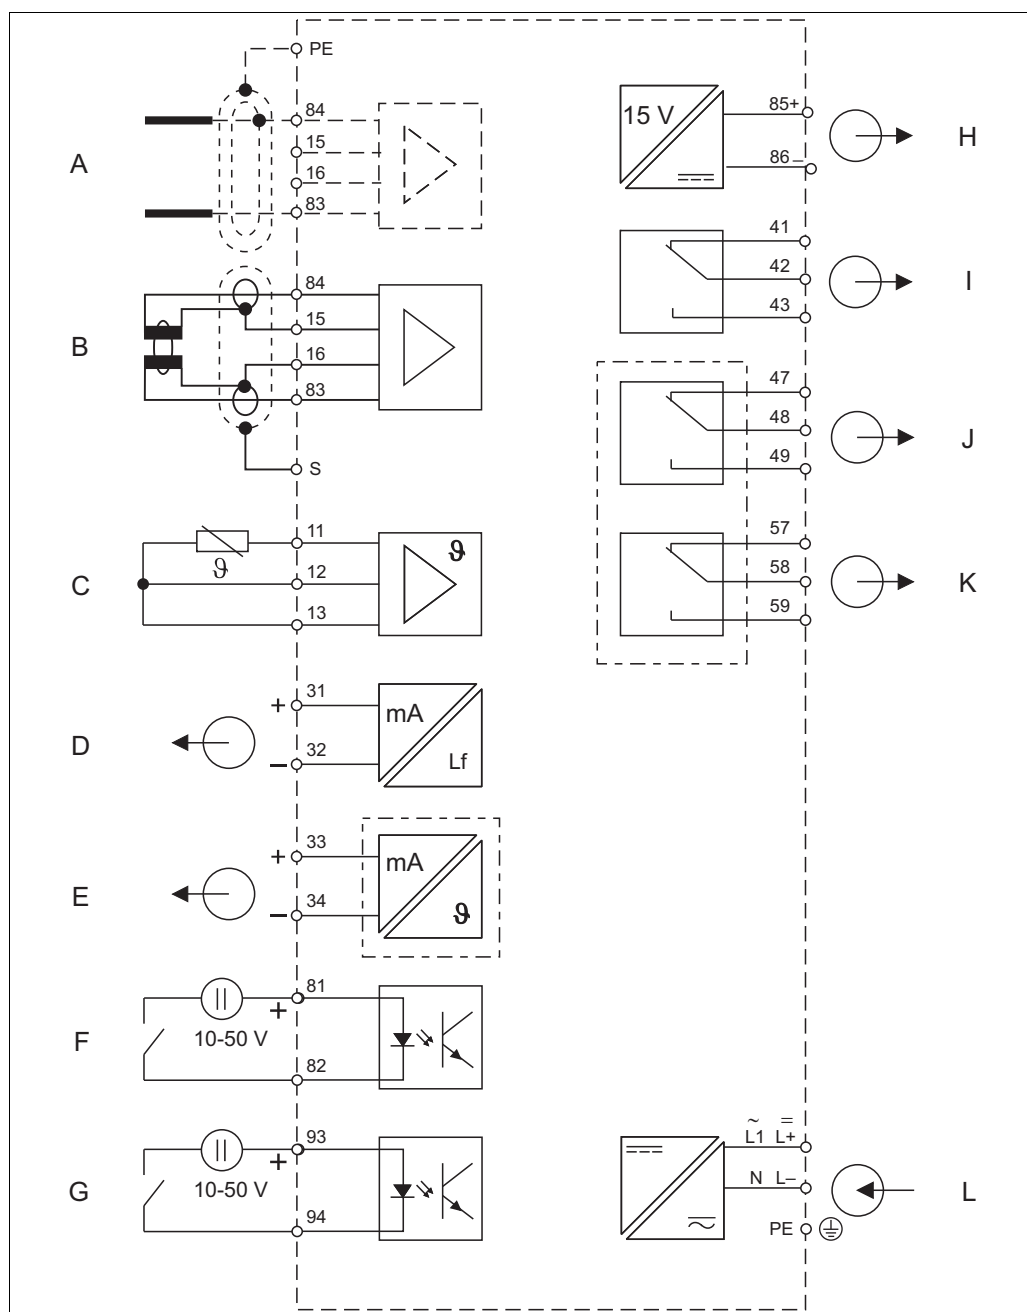 PE
A
84
15
16
83
B
84
15
16
83
S
C
ϑ
11
12
13
ϑ
D
+
31
−
32
mA
Lf
E
+
33
−
34
mA
ϑ
F
10-50 V
+
81
82
G
10-50 V
+
93
94
15 V
85+
86−
H
41
42
43
I
47
48
49
J
57
58
59
K
~ =
L1 L+
N L−
PE
L